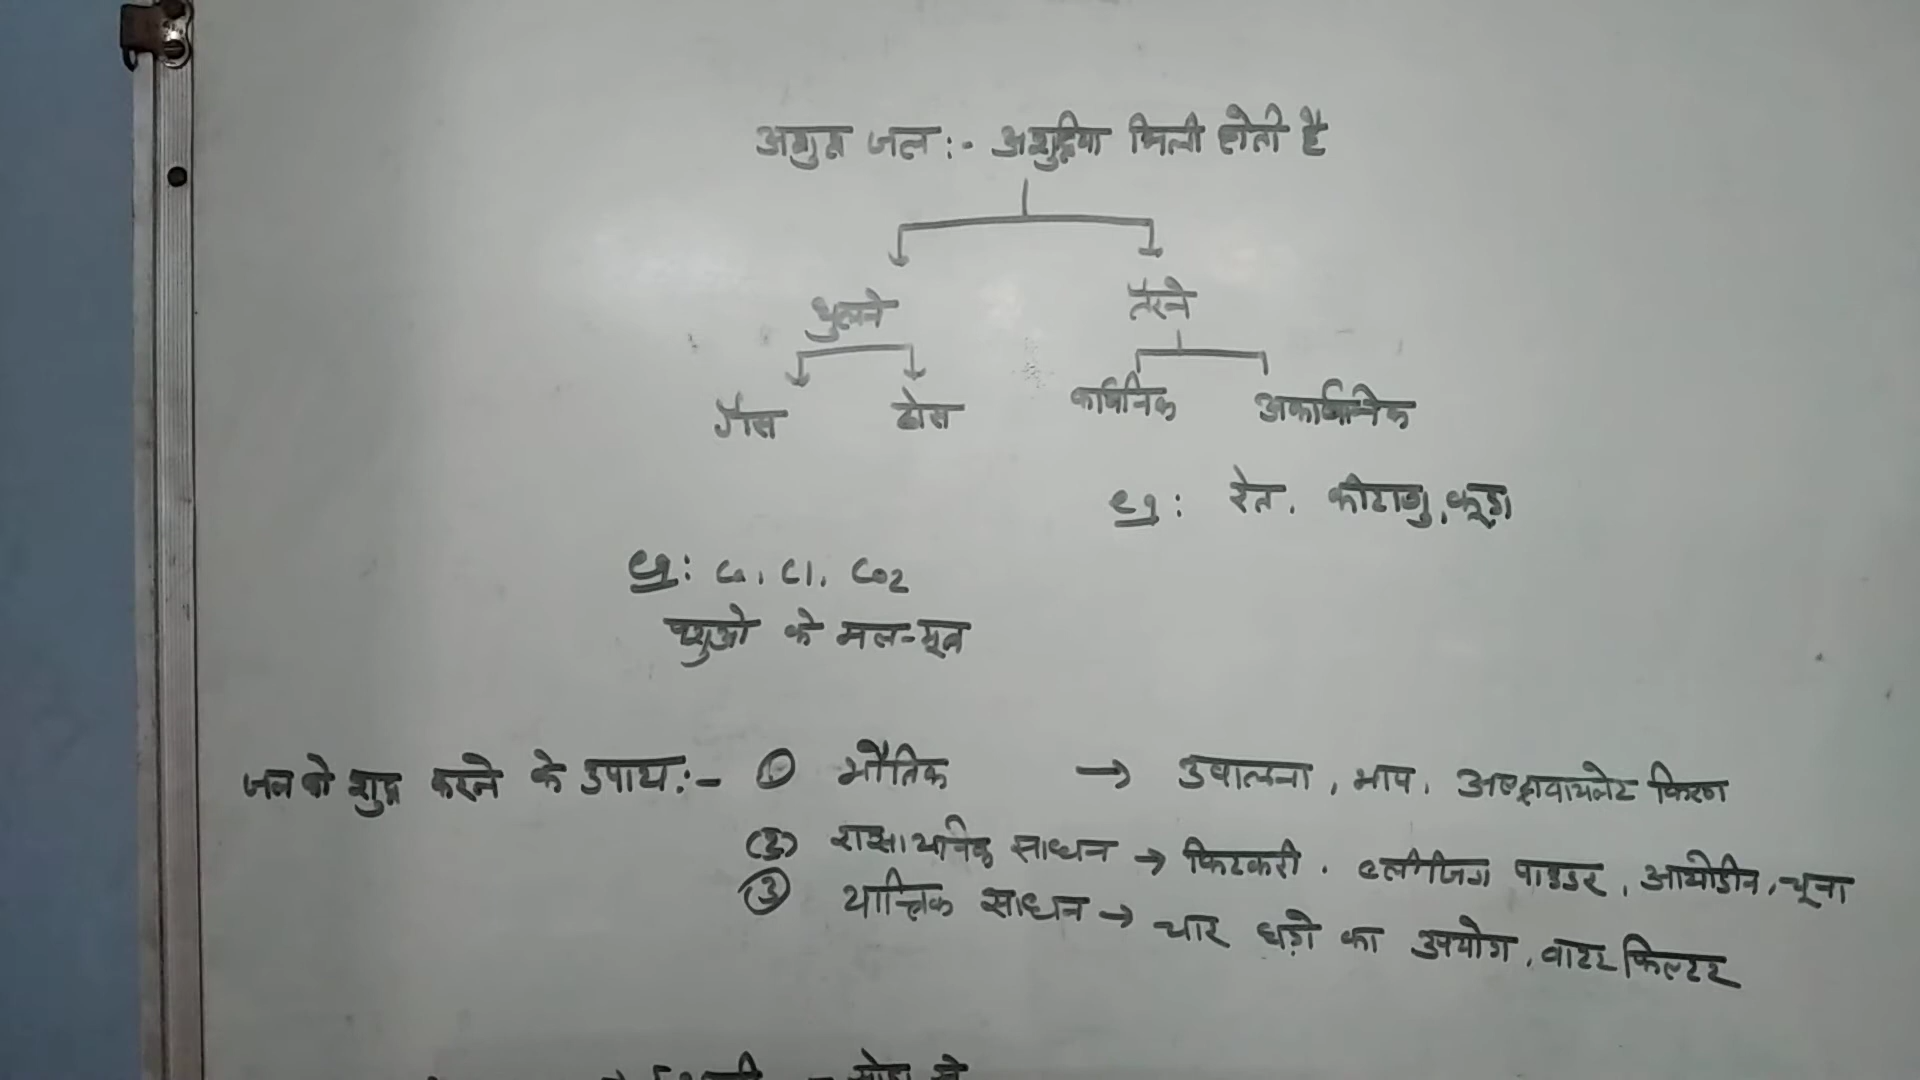 अशुद्ध जल:- अशुद्धिया मिली होती है
घुलने तैरने
गैस ठोस कार्बनिक अकार्बनिक
eg: रेत, कीटाणु, कूड़ा
eg: Ca, Cl, CO2
पशुओ के मल-मूत्र
जल को शुद्ध करने के उपाय:- ① भौतिक → उबालना, भाप, अल्ट्रावायलेट किरण
② रासायनिक साधन → फिटकरी, ब्लीचिंग पाउडर, आयोडीन, चूना
③ यान्त्रिक साधन → चार घड़ो का उपयोग, वाटर फिल्टर